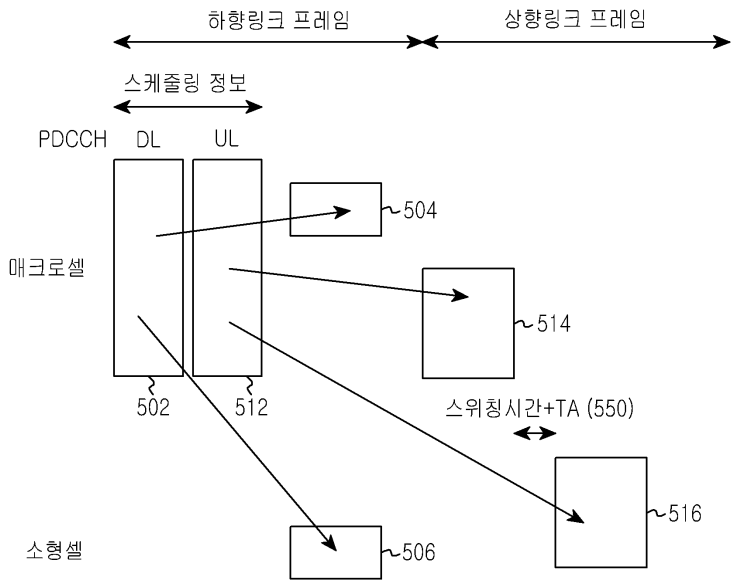 하향링크 프레임 상향링크 프레임
스케줄링 정보
PDCCH DL UL
504
매크로셀
514
502 512
스위칭시간+TA (550)
516
소형셀
506